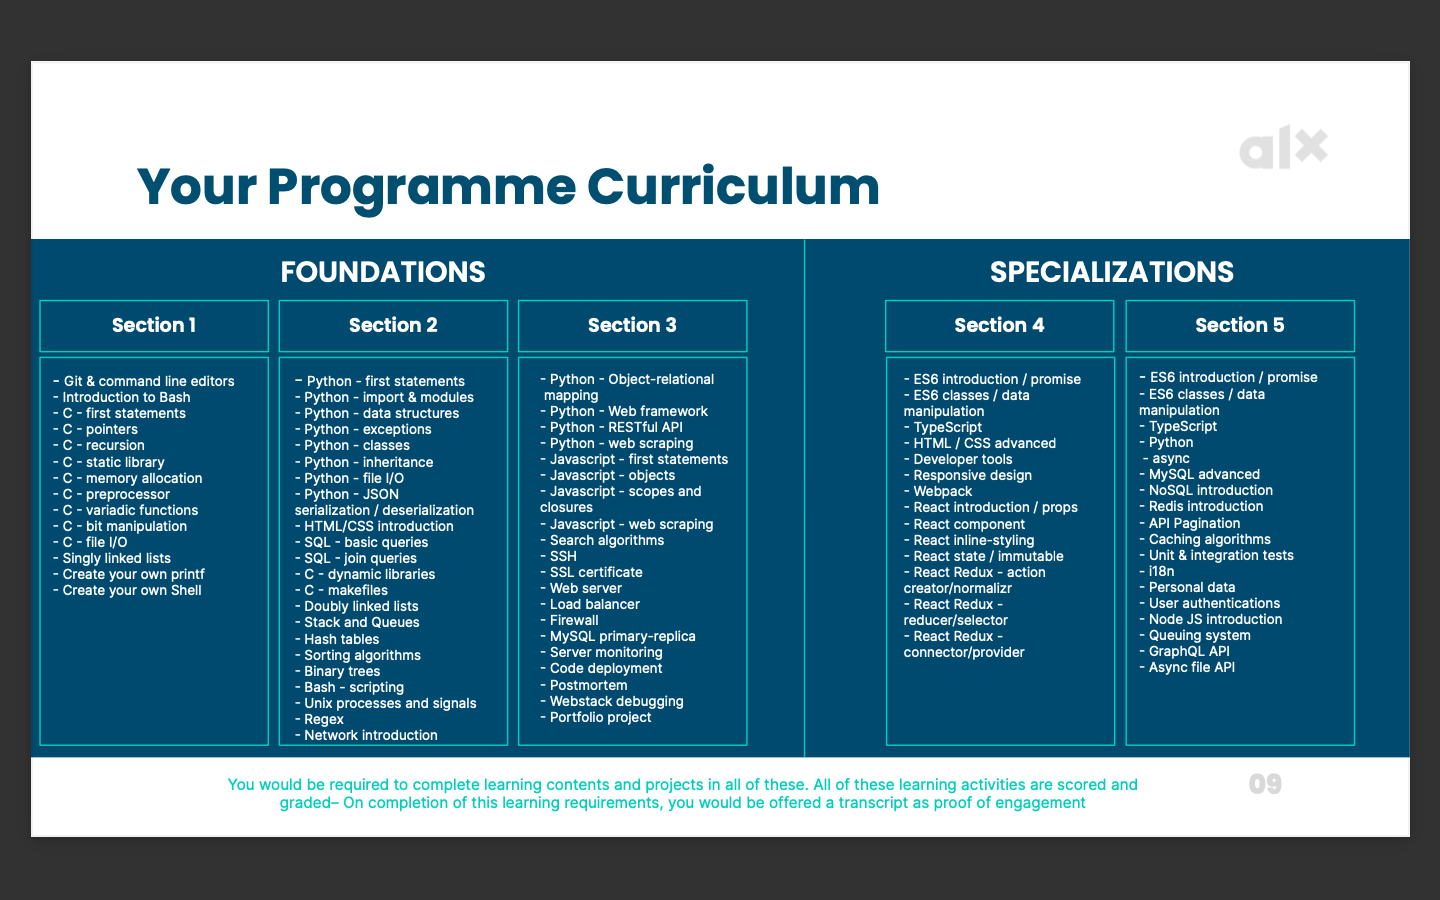 alx
Your Programme Curriculum
FOUNDATIONS
Section 1
- Git & command line editors
- Introduction to Bash
- C - first statements
- C - pointers
- C - recursion
- C - static library
- C - memory allocation
- C - preprocessor
- C - variadic functions
- C - bit manipulation
- C - file I/O
- Singly linked lists
- Create your own printf
- Create your own Shell
Section 2
- Python - first statements
- Python - import & modules
- Python - data structures
- Python - exceptions
- Python - classes
- Python - inheritance
- Python - file I/O
- Python - JSON
serialization / deserialization
- HTML/CSS introduction
- SQL - basic queries
- SQL - join queries
- C - dynamic libraries
- C - makefiles
- Doubly linked lists
- Stack and Queues
- Hash tables
- Sorting algorithms
- Binary trees
- Bash - scripting
- Unix processes and signals
- Regex
- Network introduction
Section 3
- Python - Object-relational
mapping
- Python - Web framework
- Python - RESTful API
- Python - web scraping
- Javascript - first statements
- Javascript - objects
- Javascript - scopes and
closures
- Javascript - web scraping
- Search algorithms
- SSH
- SSL certificate
- Web server
- Load balancer
- Firewall
- MySQL primary-replica
- Server monitoring
- Code deployment
- Postmortem
- Webstack debugging
- Portfolio project
SPECIALIZATIONS
Section 4
- ES6 introduction / promise
- ES6 classes / data
manipulation
- TypeScript
- HTML / CSS advanced
- Developer tools
- Responsive design
- Webpack
- React introduction / props
- React component
- React inline-styling
- React state / immutable
- React Redux - action
creator/normalizr
- React Redux -
reducer/selector
- React Redux -
connector/provider
Section 5
- ES6 introduction / promise
- ES6 classes / data
manipulation
- TypeScript
- Python
- async
- MySQL advanced
- NoSQL introduction
- Redis introduction
- API Pagination
- Caching algorithms
- Unit & integration tests
- i18n
- Personal data
- User authentications
- Node JS introduction
- Queuing system
- GraphQL API
- Async file API
You would be required to complete learning contents and projects in all of these. All of these learning activities are scored and
graded– On completion of this learning requirements, you would be offered a transcript as proof of engagement
09